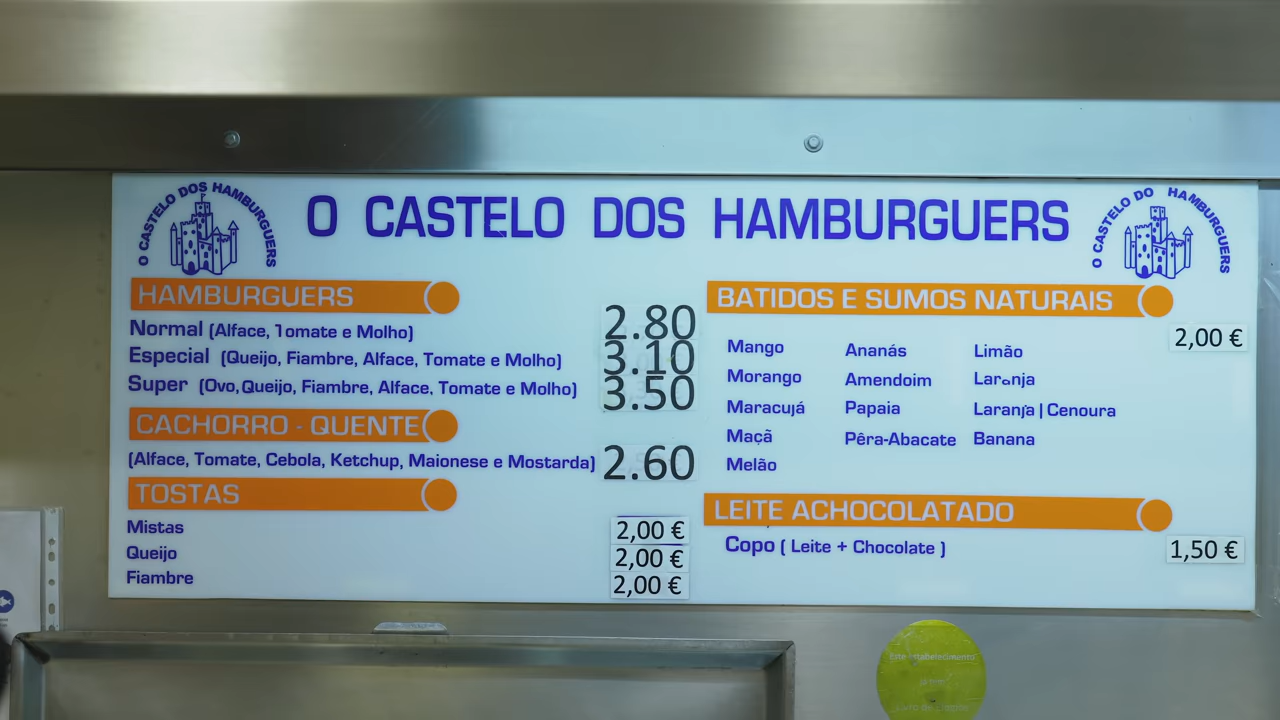 O CASTELO DOS HAMBURGUERS
O CASTELO DOS HAMBURGUERS
O CASTELO DO HAMBURGUERS
HAMBURGUERS
Normal (Alface, Tomate e Molho) 2.80
Especial (Queijo, Fiambre, Alface, Tomate e Molho) 3.10
Super (Ovo,Queijo, Fiambre, Alface, Tomate e Molho) 3.50
CACHORRO - QUENTE
(Alface, Tomate, Cebola, Ketchup, Maionese e Mostarda) 2.60
TOSTAS
Mistas 2,00 €
Queijo 2,00 €
Fiambre 2,00 €
BATIDOS E SUMOS NATURAIS
2,00 €
Mango Ananás Limão
Morango Amendoim Laranja
Maracujá Papaia Laranja | Cenoura
Maçã Pêra-Abacate Banana
Melão
LEITE ACHOCOLATADO
Copo ( Leite + Chocolate ) 1,50 €
Este estabelecimento